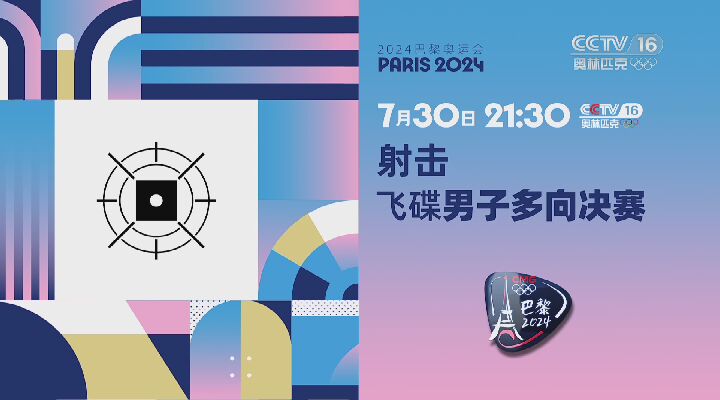 2024巴黎奥运会
PARIS 2024
CCTV 16
奥林匹克
7月30日 21:30 CCTV 16
奥林匹克
射击
飞碟男子多向决赛
CMG
巴黎
2024